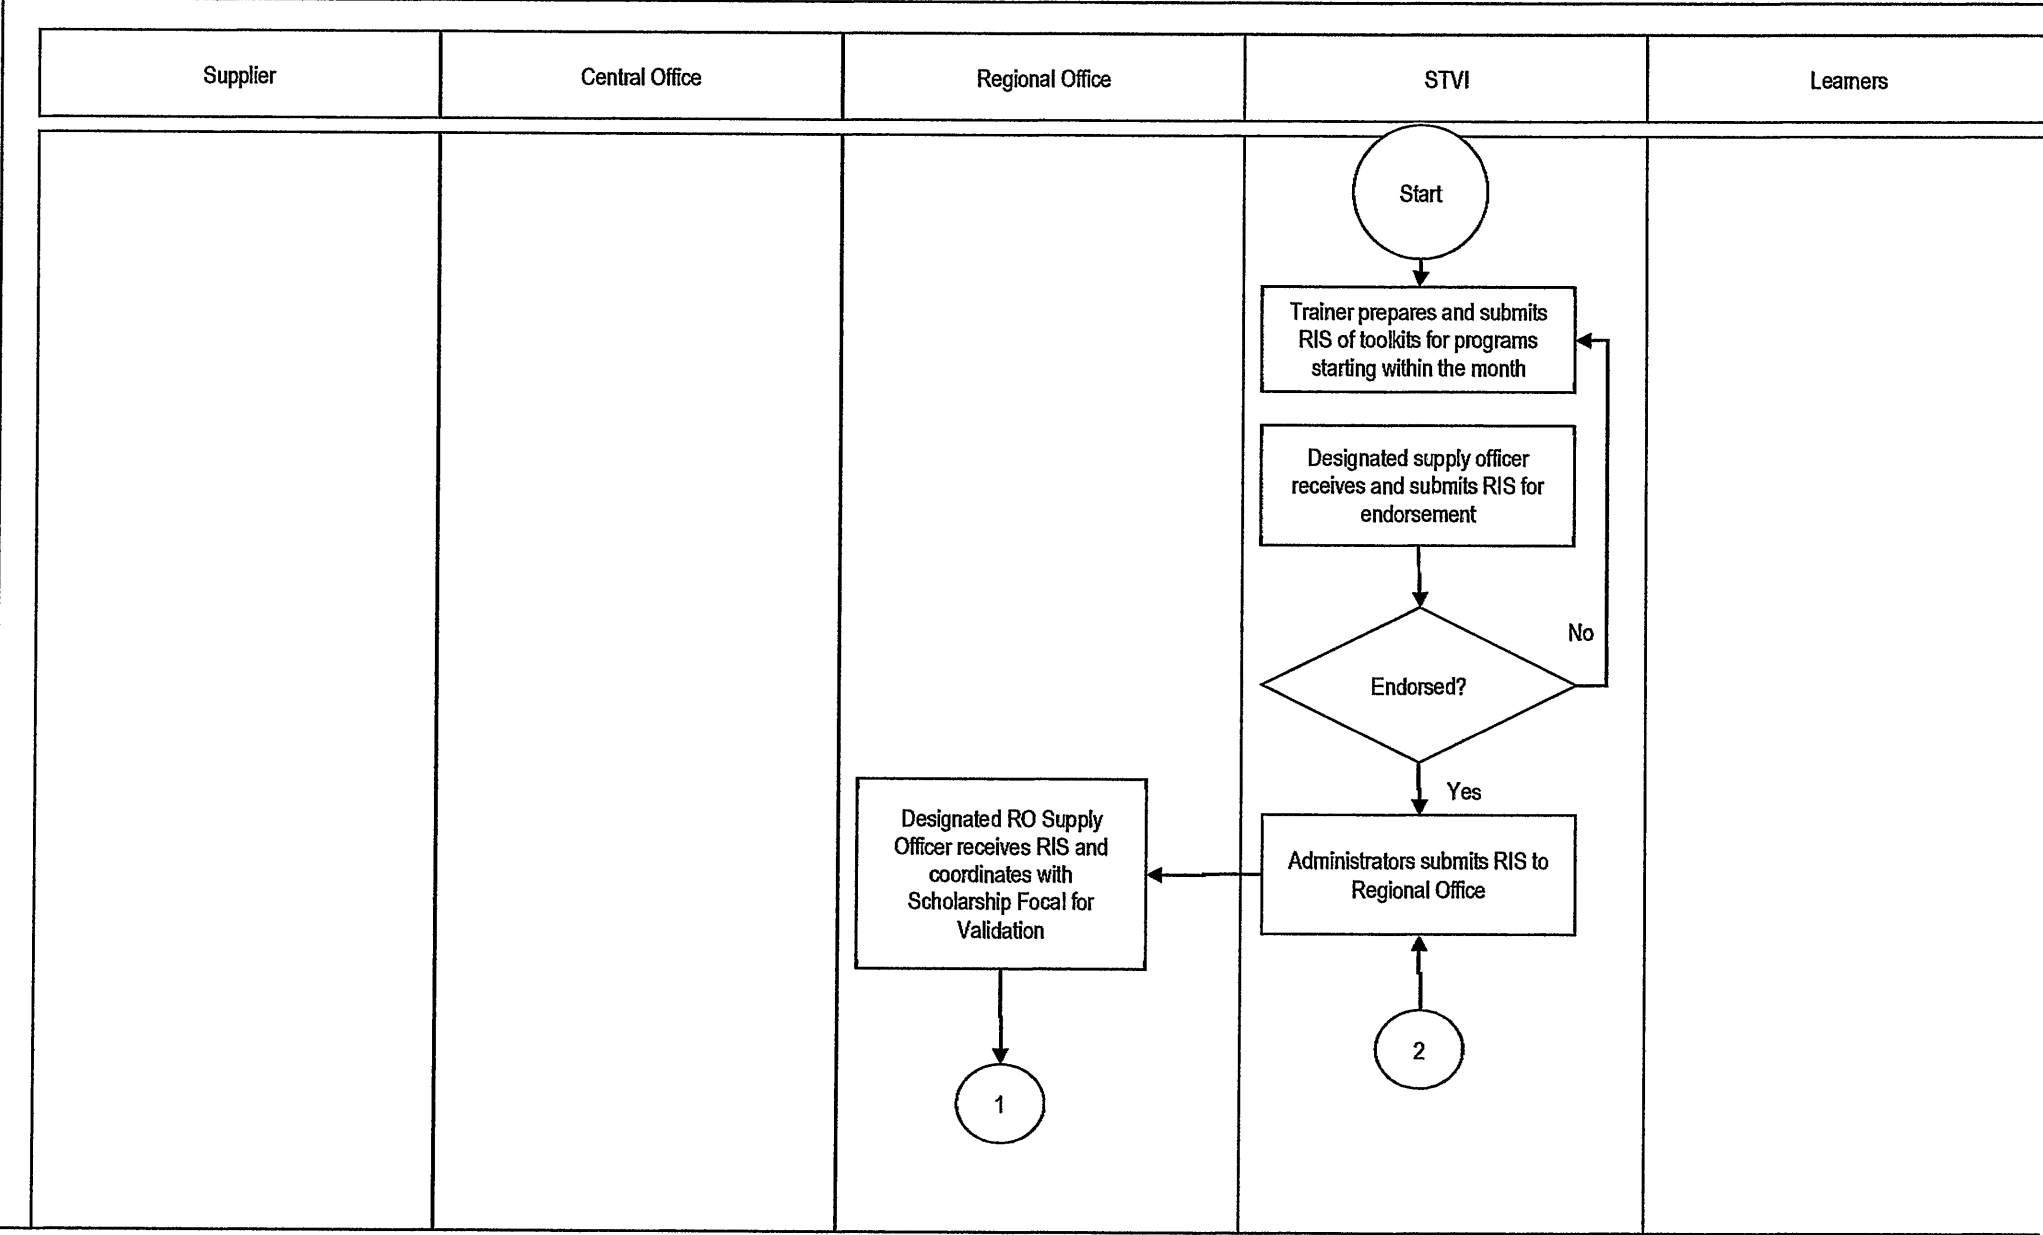 Supplier
Central Office
Regional Office
STVI
Learners
Start
Trainer prepares and submits
RIS of toolkits for programs
starting within the month
Designated supply officer
receives and submits RIS for
endorsement
No
Endorsed?
Yes
Designated RO Supply
Officer receives RIS and
coordinates with
Scholarship Focal for
Validation
Administrators submits RIS to
Regional Office
2
1